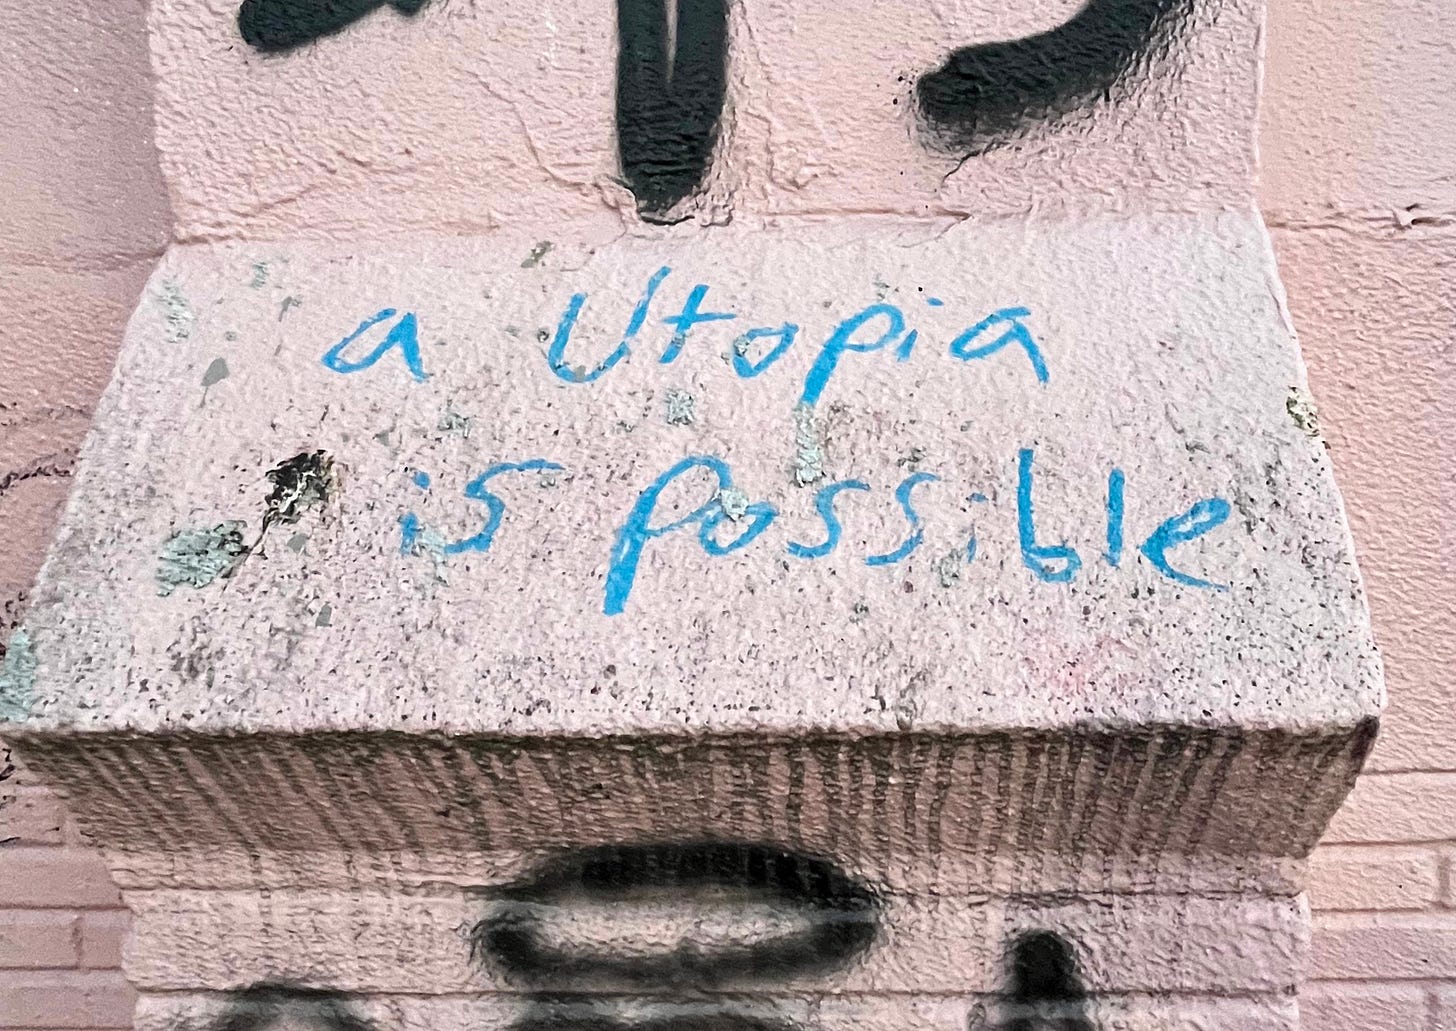 a Utopia
is possible